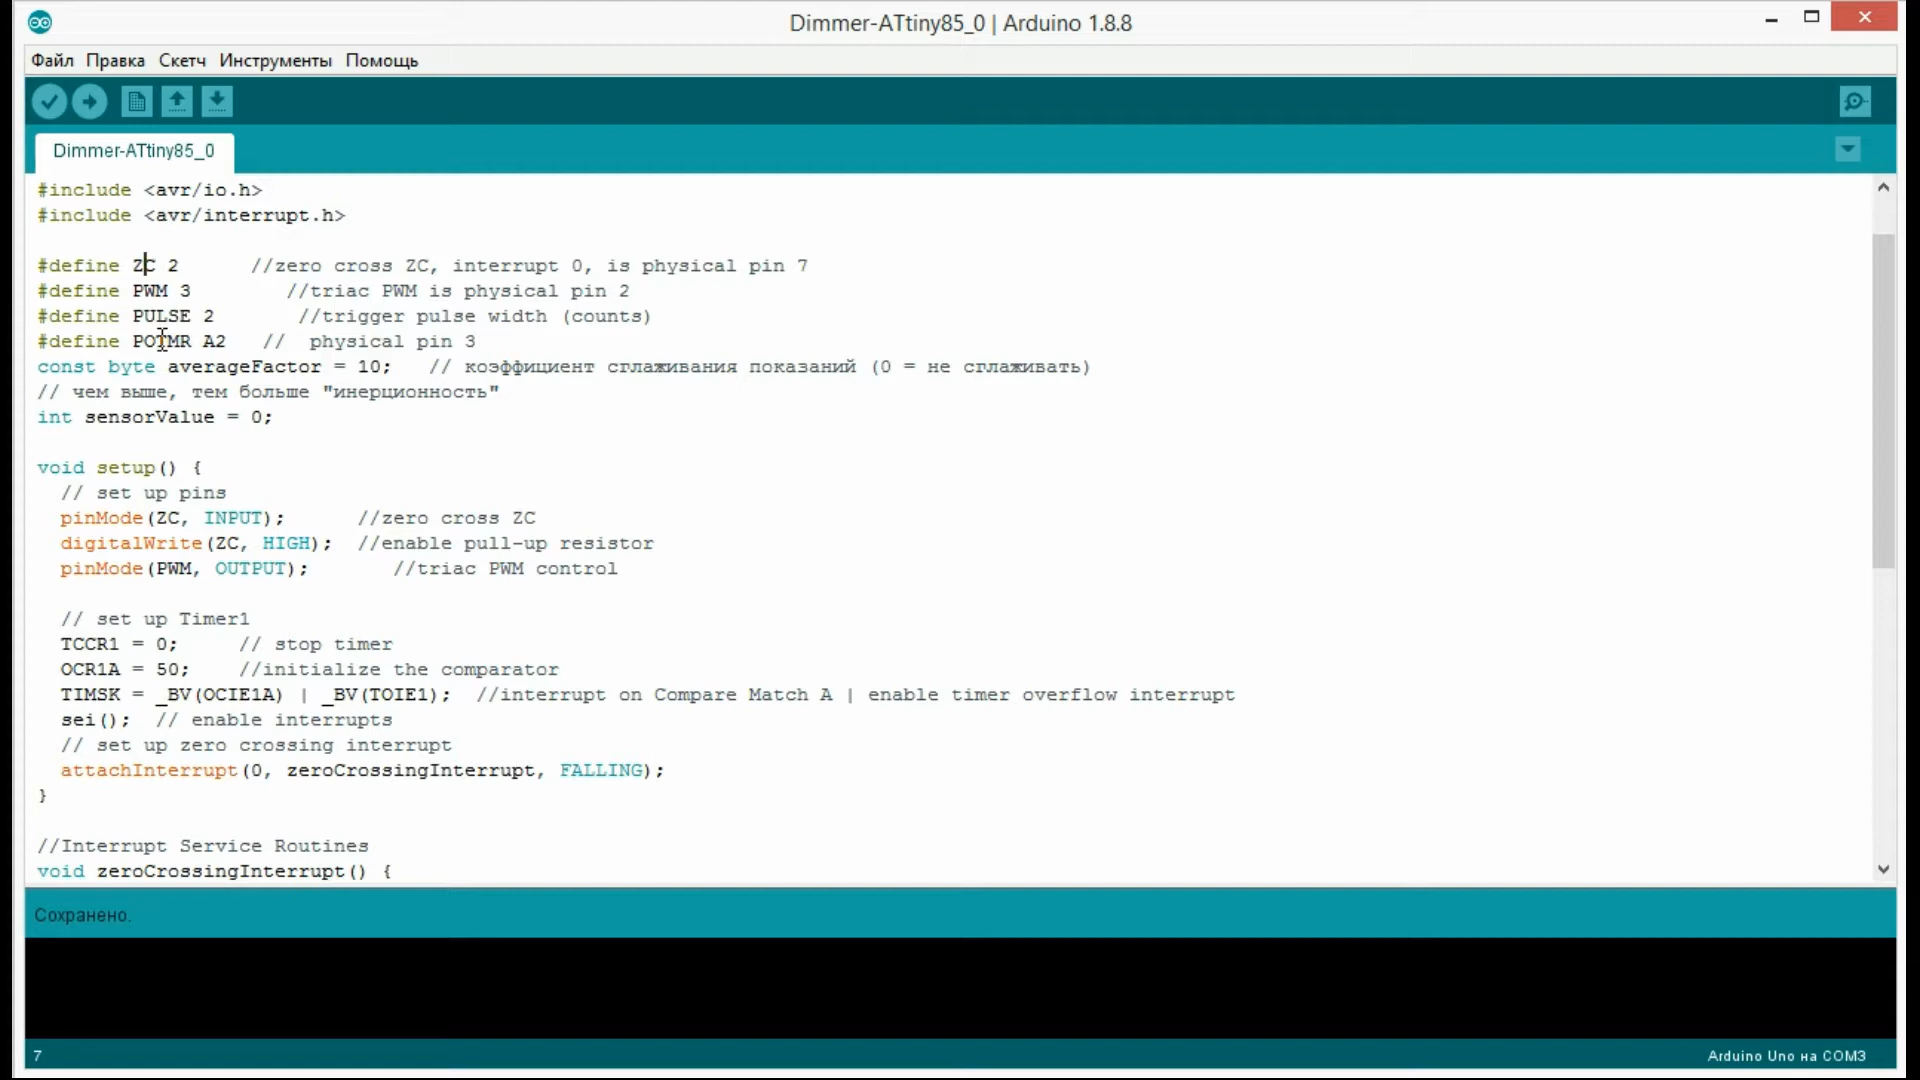 Dimmer-ATtiny85_0 | Arduino 1.8.8
Файл Правка Скетч Инструменты Помощь
Dimmer-ATtiny85_0
#include <avr/io.h>
#include <avr/interrupt.h>
#define ZC 2      //zero cross ZC, interrupt 0, is physical pin 7
#define PWM 3        //triac PWM is physical pin 2
#define PULSE 2       //trigger pulse width (counts)
#define POTMR A2   //  physical pin 3
const byte averageFactor = 10;   // коэффициент сглаживания показаний (0 = не сглаживать)
// чем выше, тем больше "инерционность"
int sensorValue = 0;
void setup() {
  // set up pins
  pinMode(ZC, INPUT);      //zero cross ZC
  digitalWrite(ZC, HIGH);  //enable pull-up resistor
  pinMode(PWM, OUTPUT);       //triac PWM control
  // set up Timer1
  TCCR1 = 0;     // stop timer
  OCR1A = 50;    //initialize the comparator
  TIMSK = _BV(OCIE1A) | _BV(TOIE1);  //interrupt on Compare Match A | enable timer overflow interrupt
  sei();  // enable interrupts
  // set up zero crossing interrupt
  attachInterrupt(0, zeroCrossingInterrupt, FALLING);
}
//Interrupt Service Routines
void zeroCrossingInterrupt() {
Сохранено.
7
Arduino Uno на COM3